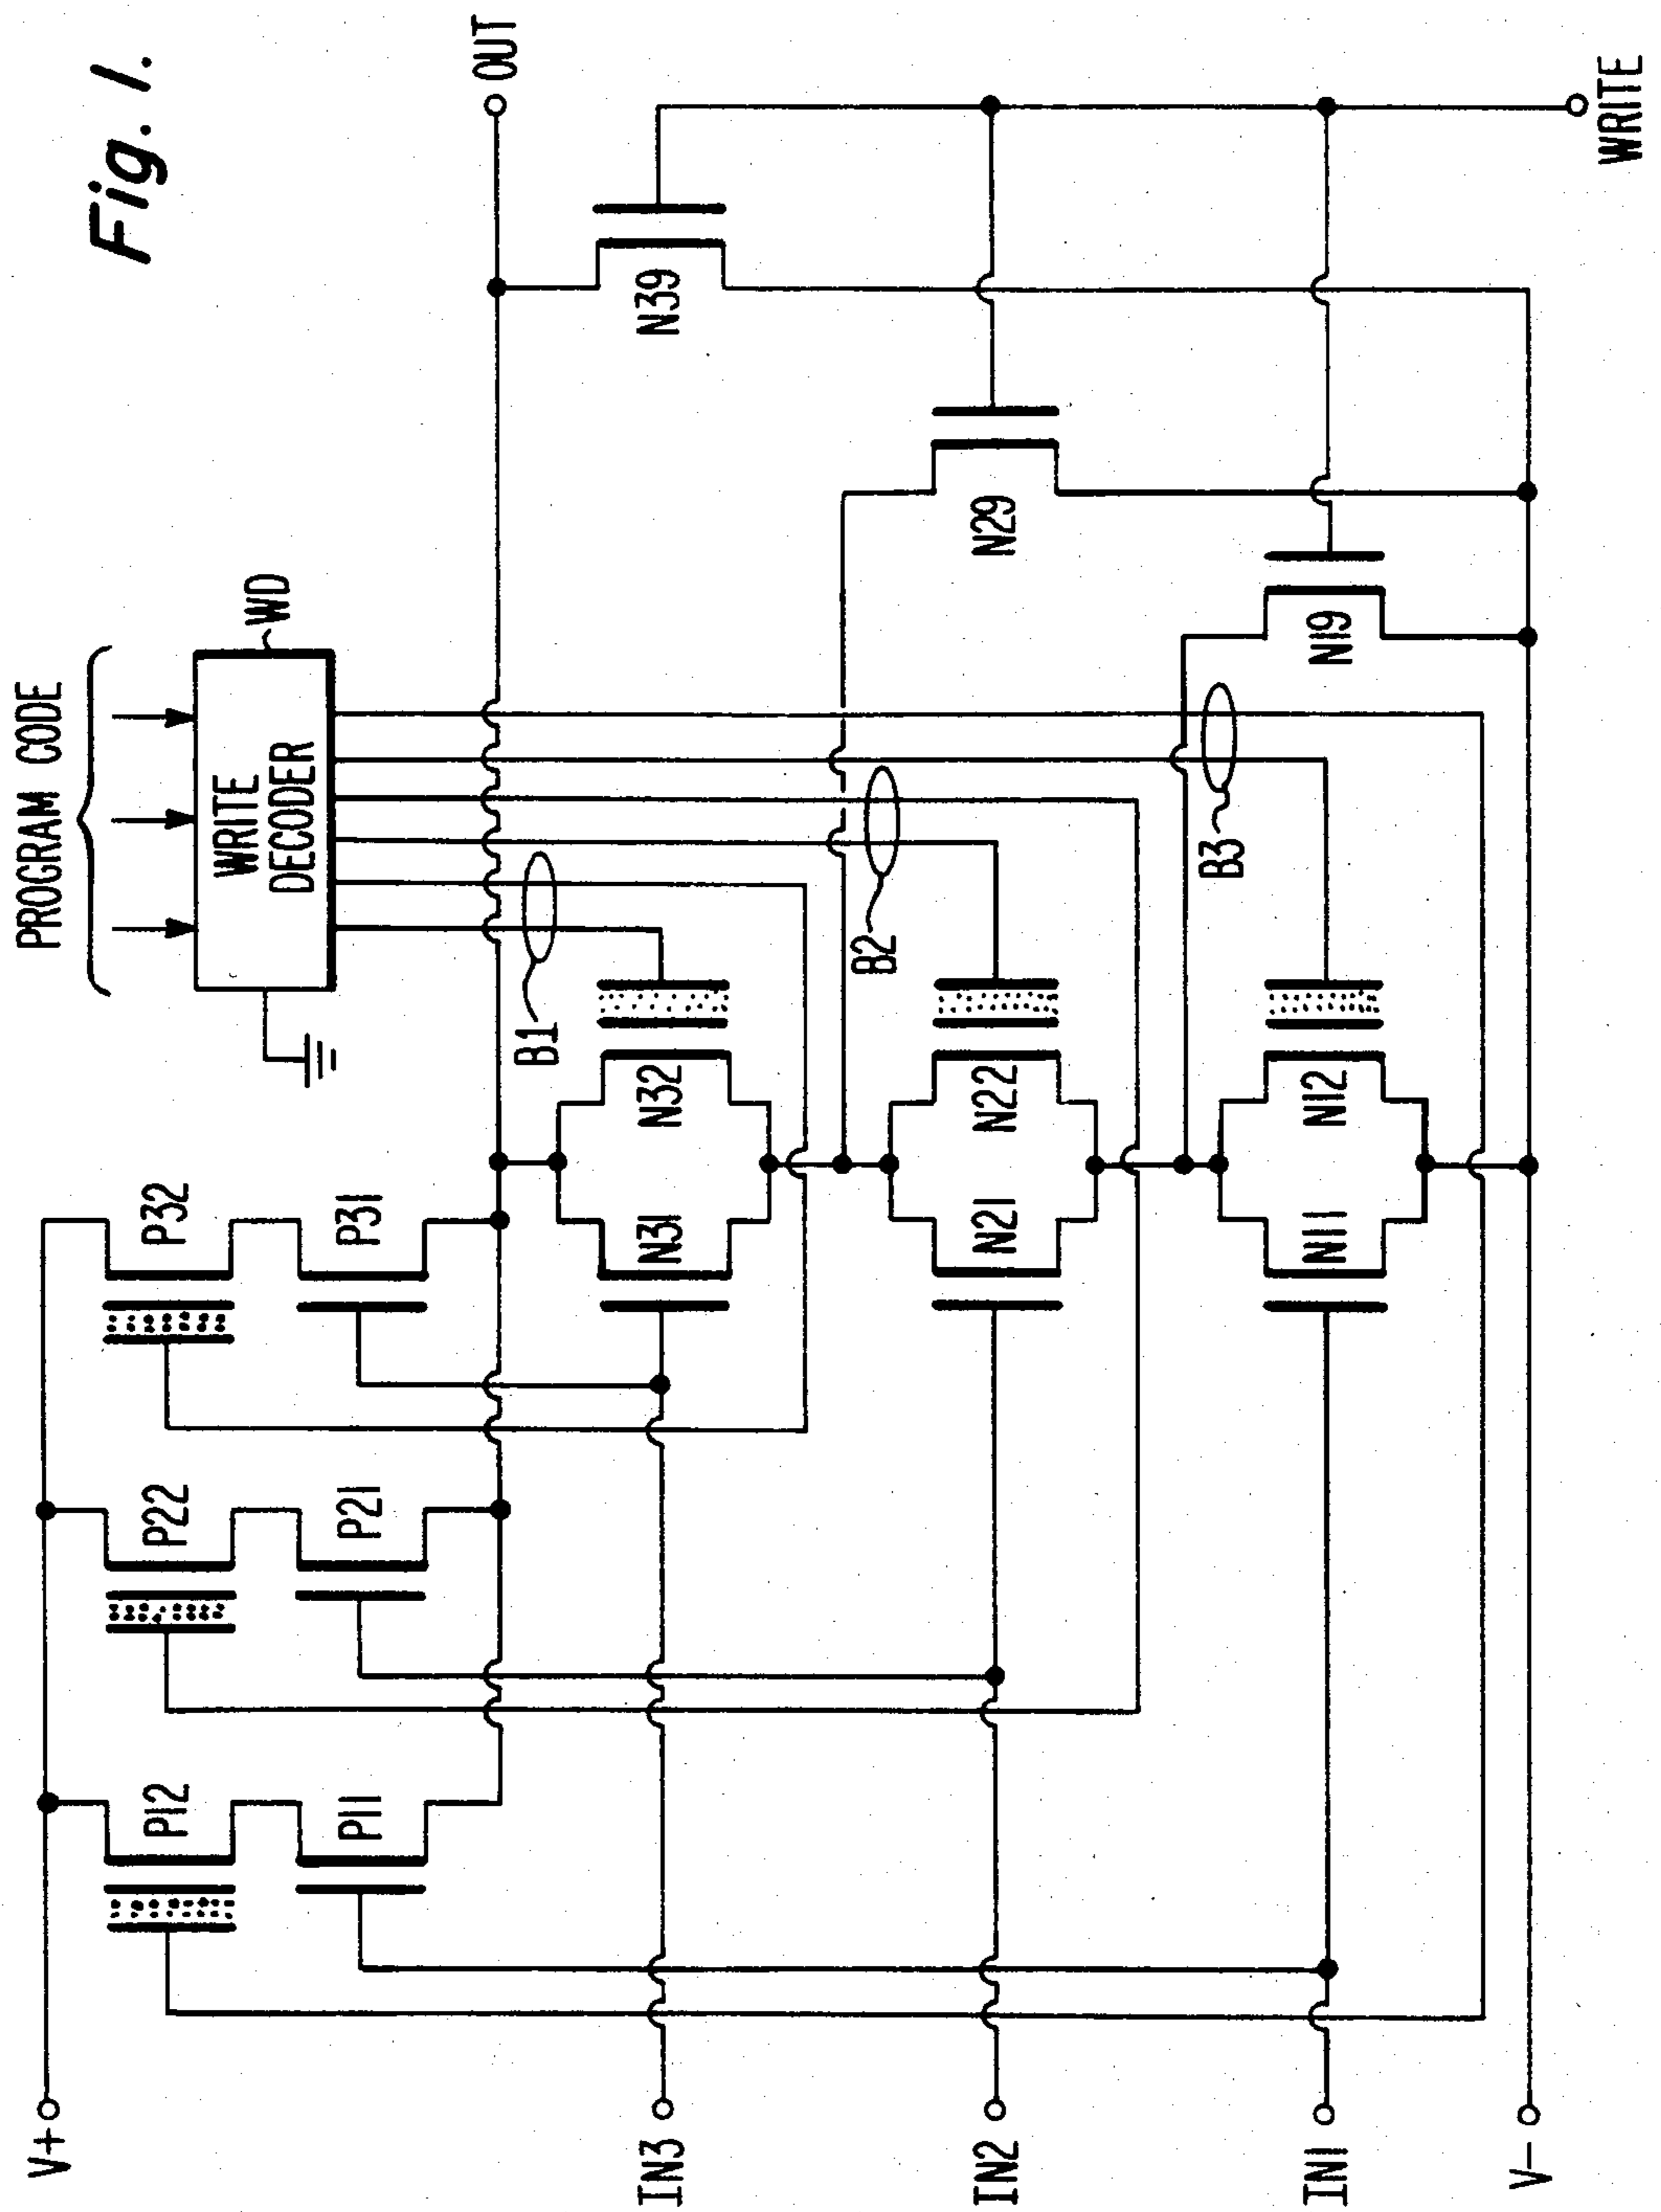 Fig. 1.
PROGRAM CODE
WRITE
DECODER
WD
V+
P12
P22
P32
P11
P21
P31
OUT
B1
N31
N32
N39
IN3
B2
N21
N22
N29
IN2
B3
N11
N12
N19
IN1
V−
WRITE